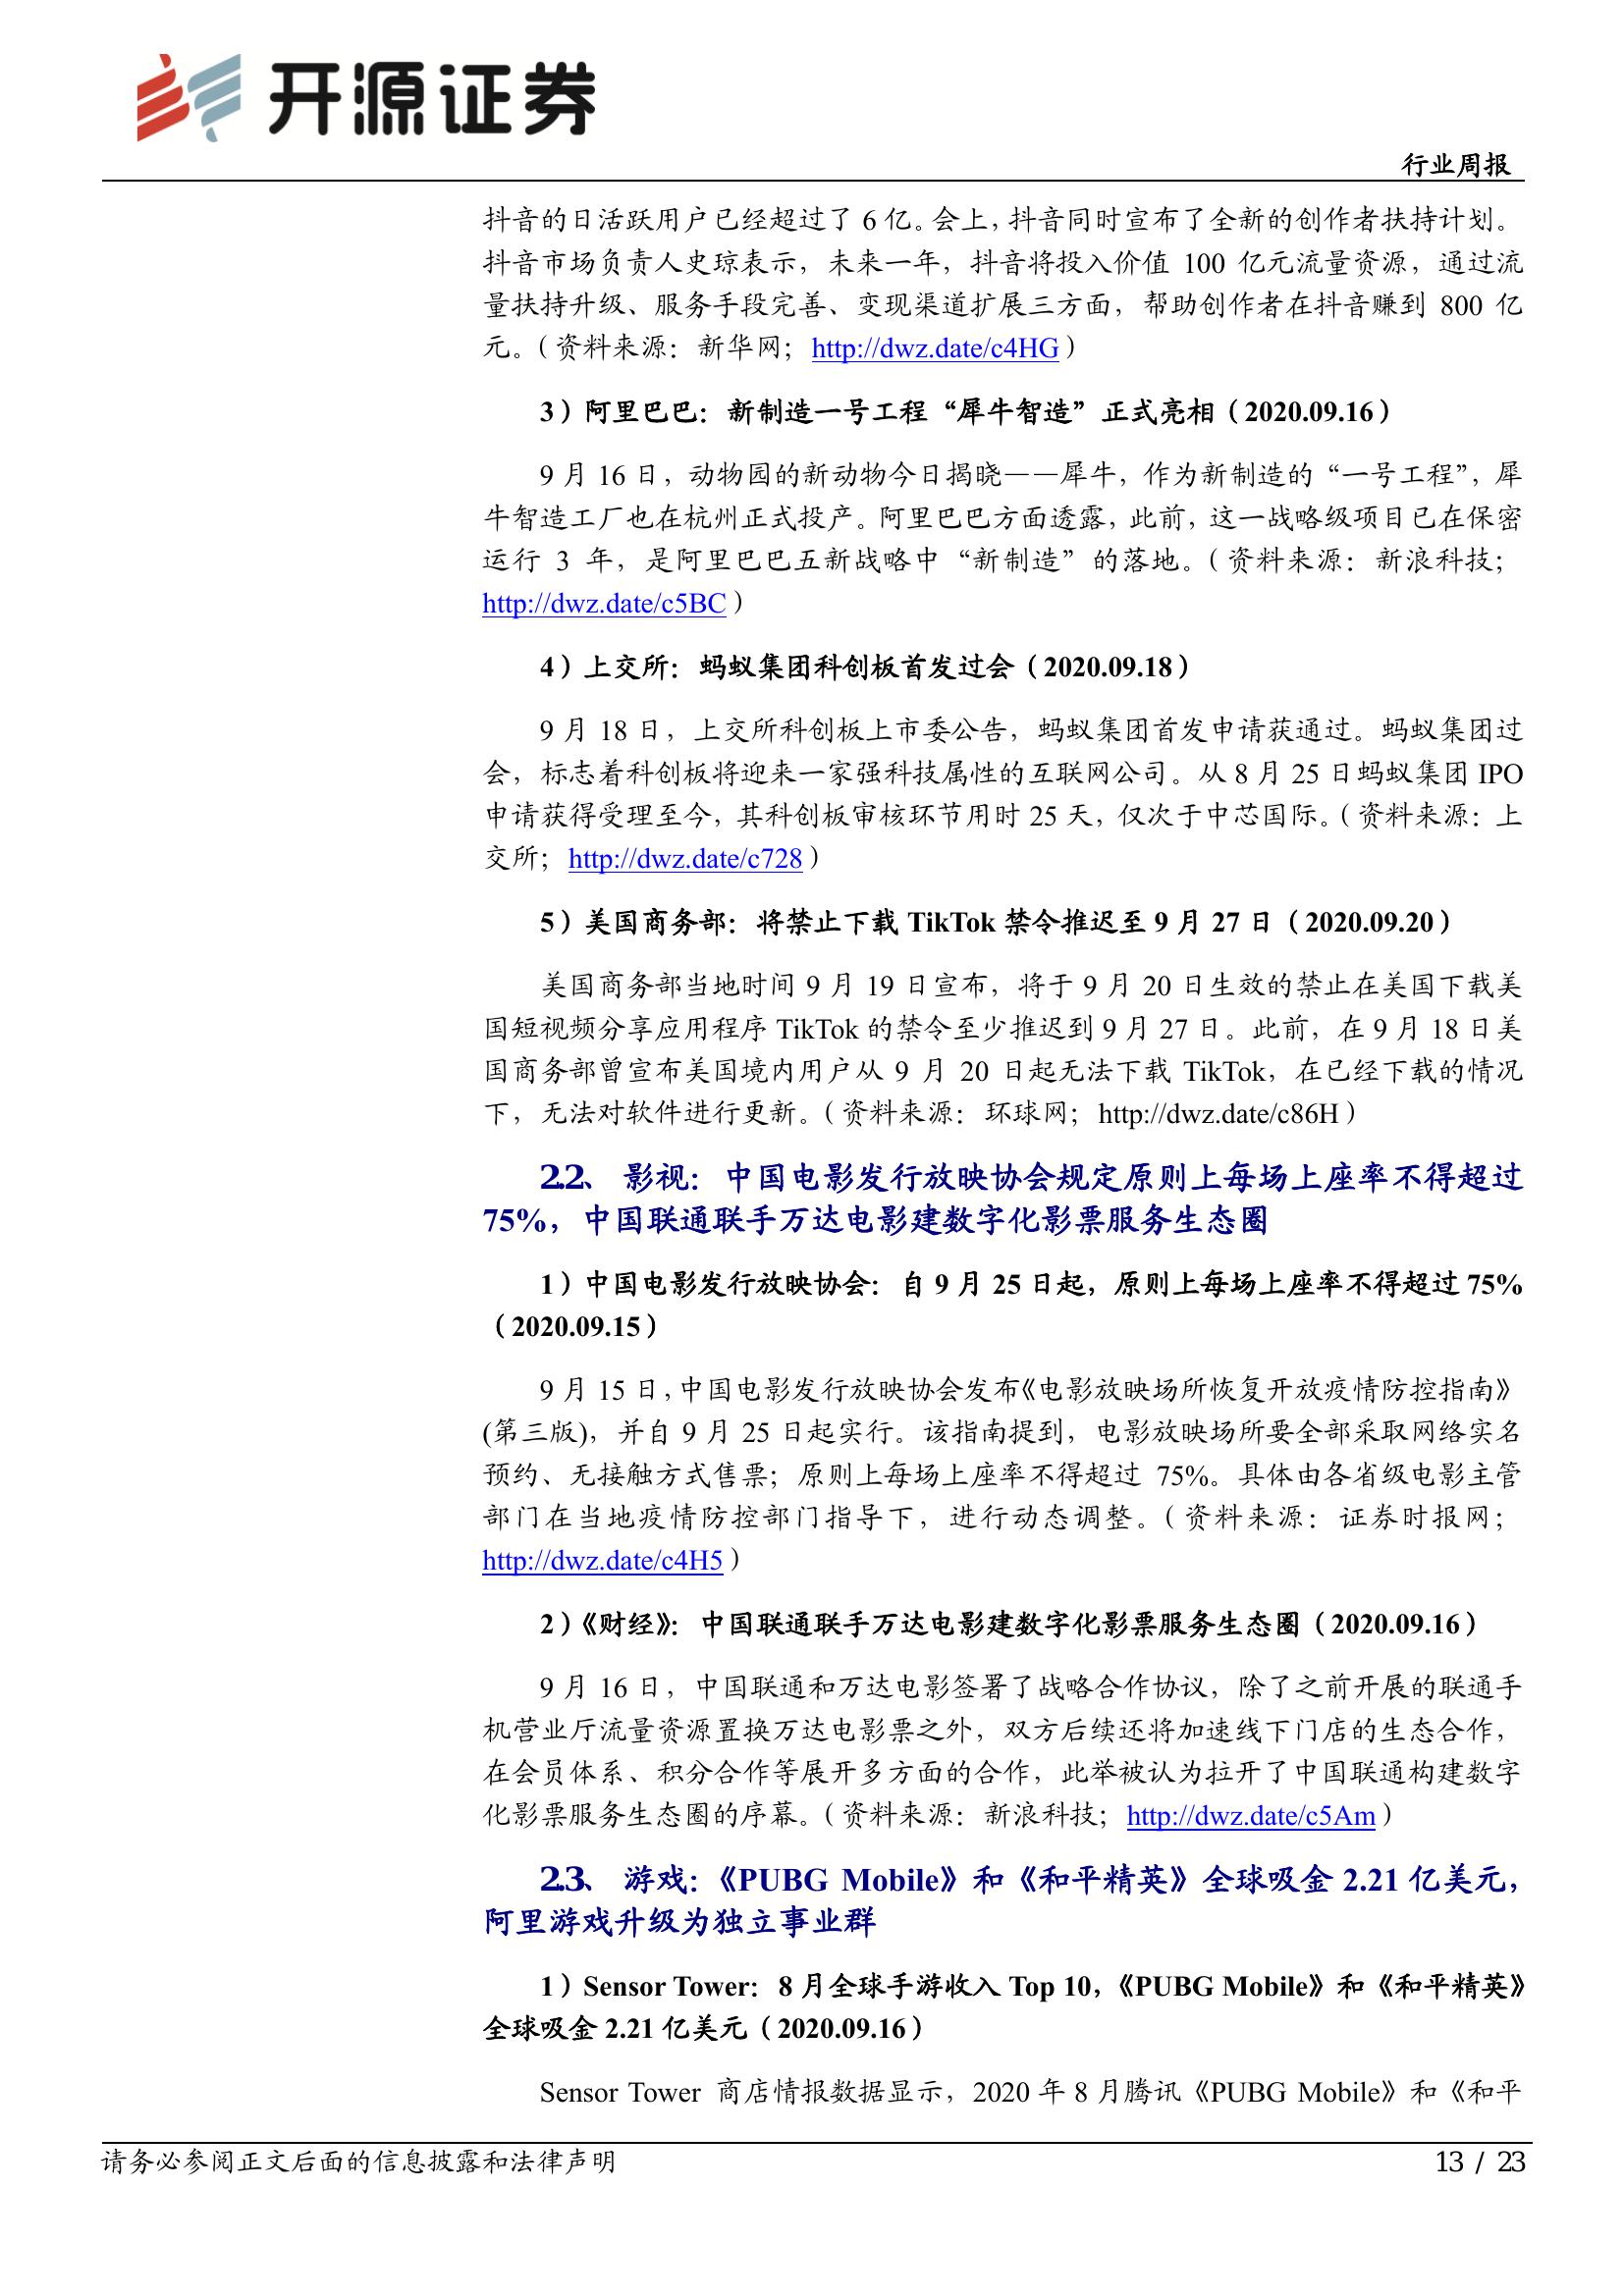 开源证券
行业周报
抖音的日活跃用户已经超过了 6 亿。会上，抖音同时宣布了全新的创作者扶持计划。
抖音市场负责人史琼表示，未来一年，抖音将投入价值 100 亿元流量资源，通过流
量扶持升级、服务手段完善、变现渠道扩展三方面，帮助创作者在抖音赚到 800 亿
元。（资料来源：新华网；http://dwz.date/c4HG）
3）阿里巴巴：新制造一号工程“犀牛智造”正式亮相（2020.09.16）
9 月 16 日，动物园的新动物今日揭晓——犀牛，作为新制造的“一号工程”，犀
牛智造工厂也在杭州正式投产。阿里巴巴方面透露，此前，这一战略级项目已在保密
运行 3 年，是阿里巴巴五新战略中“新制造”的落地。（资料来源：新浪科技；
http://dwz.date/c5BC）
4）上交所：蚂蚁集团科创板首发过会（2020.09.18）
9 月 18 日，上交所科创板上市委公告，蚂蚁集团首发申请获通过。蚂蚁集团过
会，标志着科创板将迎来一家强科技属性的互联网公司。从 8 月 25 日蚂蚁集团 IPO
申请获得受理至今，其科创板审核环节用时 25 天，仅次于中芯国际。（资料来源：上
交所；http://dwz.date/c728）
5）美国商务部：将禁止下载 TikTok 禁令推迟至 9 月 27 日（2020.09.20）
美国商务部当地时间 9 月 19 日宣布，将于 9 月 20 日生效的禁止在美国下载美
国短视频分享应用程序 TikTok 的禁令至少推迟到 9 月 27 日。此前，在 9 月 18 日美
国商务部曾宣布美国境内用户从 9 月 20 日起无法下载 TikTok，在已经下载的情况
下，无法对软件进行更新。（资料来源：环球网；http://dwz.date/c86H）
2.2、 影视：中国电影发行放映协会规定原则上每场上座率不得超过
75%，中国联通联手万达电影建数字化影票服务生态圈
1）中国电影发行放映协会：自 9 月 25 日起，原则上每场上座率不得超过 75%
（2020.09.15）
9 月 15 日，中国电影发行放映协会发布《电影放映场所恢复开放疫情防控指南》
(第三版)，并自 9 月 25 日起实行。该指南提到，电影放映场所要全部采取网络实名
预约、无接触方式售票；原则上每场上座率不得超过 75%。具体由各省级电影主管
部门在当地疫情防控部门指导下，进行动态调整。（资料来源：证券时报网；
http://dwz.date/c4H5）
2）《财经》：中国联通联手万达电影建数字化影票服务生态圈（2020.09.16）
9 月 16 日，中国联通和万达电影签署了战略合作协议，除了之前开展的联通手
机营业厅流量资源置换万达电影票之外，双方后续还将加速线下门店的生态合作，
在会员体系、积分合作等展开多方面的合作，此举被认为拉开了中国联通构建数字
化影票服务生态圈的序幕。（资料来源：新浪科技；http://dwz.date/c5Am）
2.3、 游戏：《PUBG Mobile》和《和平精英》全球吸金 2.21 亿美元，
阿里游戏升级为独立事业群
1）Sensor Tower：8 月全球手游收入 Top 10，《PUBG Mobile》和《和平精英》
全球吸金 2.21 亿美元（2020.09.16）
Sensor Tower 商店情报数据显示，2020 年 8 月腾讯《PUBG Mobile》和《和平
请务必参阅正文后面的信息披露和法律声明
13 / 23